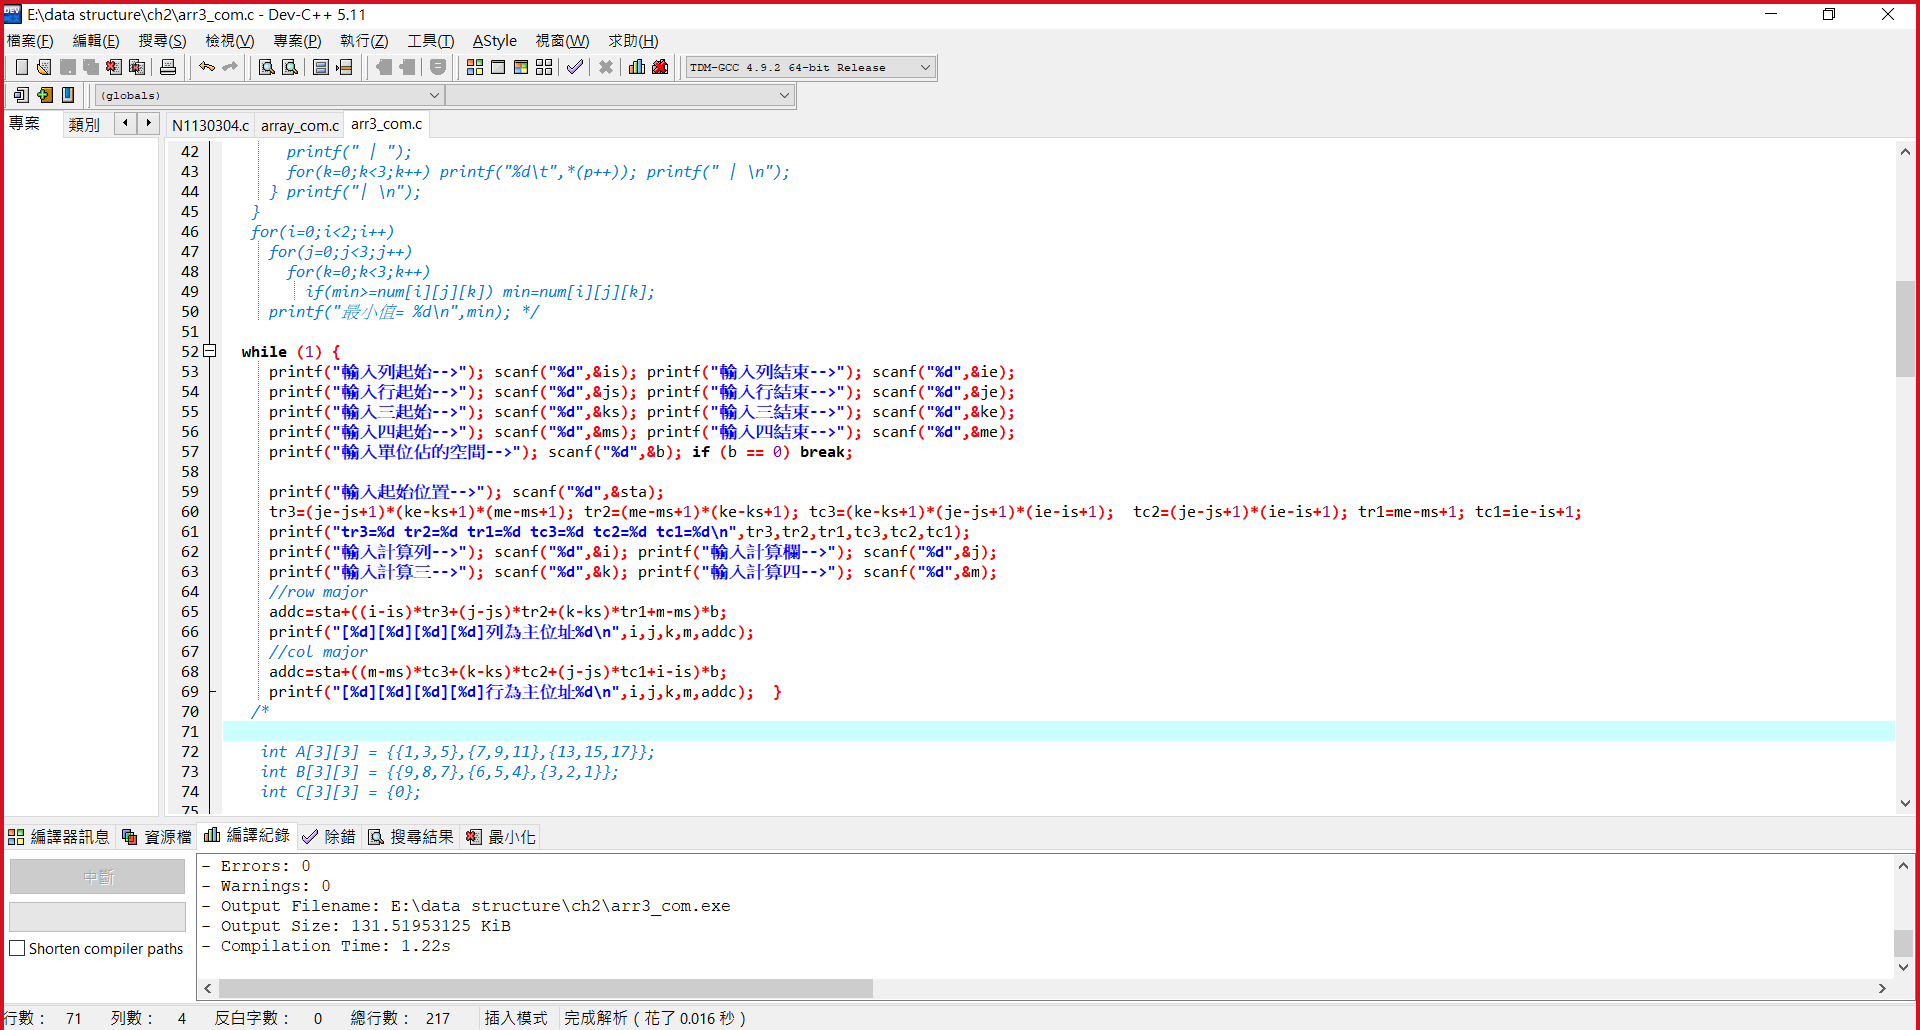 E:\data structure\ch2\arr3_com.c - Dev-C++ 5.11
檔案(F) 編輯(E) 搜尋(S) 檢視(V) 專案(P) 執行(Z) 工具(T) AStyle 視窗(W) 求助(H)
TDM-GCC 4.9.2 64-bit Release
(globals)
專案 類別 N1130304.c array_com.c arr3_com.c
42 printf(" | ");
43 for(k=0;k<3;k++) printf("%d\t",*(p++)); printf(" | \n");
44 } printf("| \n");
45 }
46 for(i=0;i<2;i++)
47 for(j=0;j<3;j++)
48 for(k=0;k<3;k++)
49 if(min>=num[i][j][k]) min=num[i][j][k];
50 printf("最小值= %d\n",min); */
51
52 while (1) {
53 printf("輸入列起始-->"); scanf("%d",&is); printf("輸入列結束-->"); scanf("%d",&ie);
54 printf("輸入行起始-->"); scanf("%d",&js); printf("輸入行結束-->"); scanf("%d",&je);
55 printf("輸入三起始-->"); scanf("%d",&ks); printf("輸入三結束-->"); scanf("%d",&ke);
56 printf("輸入四起始-->"); scanf("%d",&ms); printf("輸入四結束-->"); scanf("%d",&me);
57 printf("輸入單位佔的空間-->"); scanf("%d",&b); if (b == 0) break;
58
59 printf("輸入起始位置-->"); scanf("%d",&sta);
60 tr3=(je-js+1)*(ke-ks+1)*(me-ms+1); tr2=(me-ms+1)*(ke-ks+1); tc3=(ke-ks+1)*(je-js+1)*(ie-is+1);  tc2=(je-js+1)*(ie-is+1); tr1=me-ms+1; tc1=ie-is+1;
61 printf("tr3=%d tr2=%d tr1=%d tc3=%d tc2=%d tc1=%d\n",tr3,tr2,tr1,tc3,tc2,tc1);
62 printf("輸入計算列-->"); scanf("%d",&i); printf("輸入計算欄-->"); scanf("%d",&j);
63 printf("輸入計算三-->"); scanf("%d",&k); printf("輸入計算四-->"); scanf("%d",&m);
64 //row major
65 addc=sta+((i-is)*tr3+(j-js)*tr2+(k-ks)*tr1+m-ms)*b;
66 printf("[%d][%d][%d][%d]列為主位址%d\n",i,j,k,m,addc);
67 //col major
68 addc=sta+((m-ms)*tc3+(k-ks)*tc2+(j-js)*tc1+i-is)*b;
69 printf("[%d][%d][%d][%d]行為主位址%d\n",i,j,k,m,addc);  }
70 /*
71
72 int A[3][3] = {{1,3,5},{7,9,11},{13,15,17}};
73 int B[3][3] = {{9,8,7},{6,5,4},{3,2,1}};
74 int C[3][3] = {0};
75
編譯器訊息 資源檔 編譯紀錄 除錯 搜尋結果 最小化
中斷
Shorten compiler paths
- Errors: 0
- Warnings: 0
- Output Filename: E:\data structure\ch2\arr3_com.exe
- Output Size: 131.51953125 KiB
- Compilation Time: 1.22s
行數： 71 列數： 4 反白字數： 0 總行數： 217 插入模式 完成解析 ( 花了 0.016 秒 )